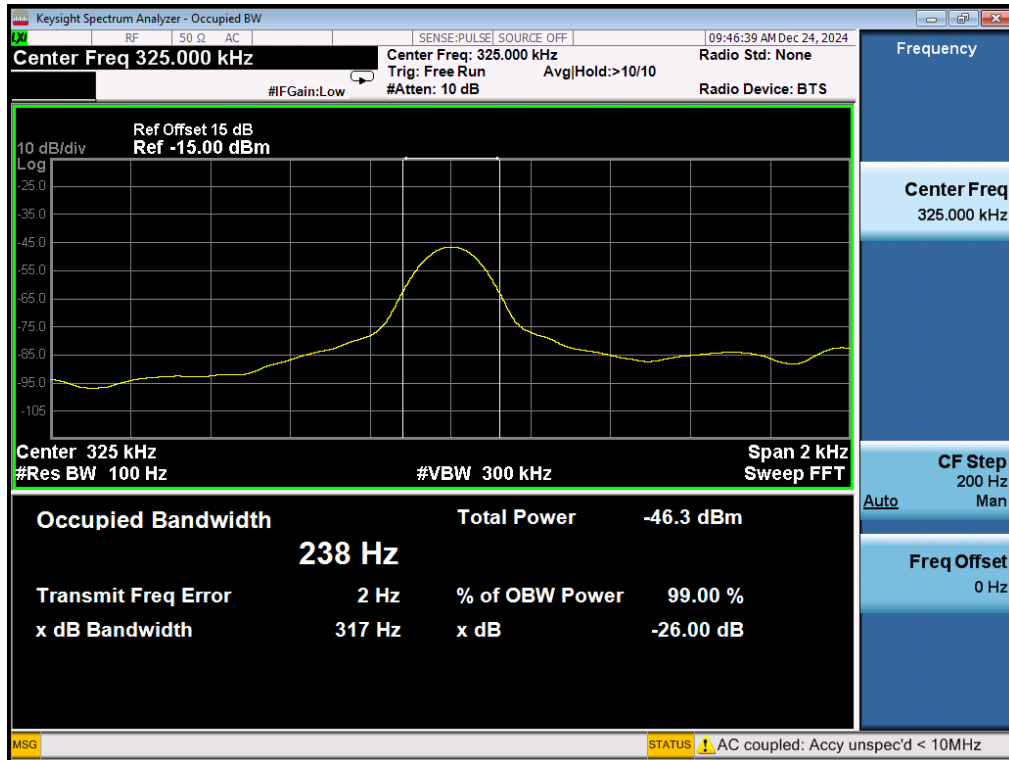 Keysight Spectrum Analyzer - Occupied BW
LXI RF 50 Ω AC SENSE:PULSE SOURCE OFF 09:46:39 AM Dec 24, 2024
Center Freq 325.000 kHz
Center Freq: 325.000 kHz Radio Std: None
Trig: Free Run Avg|Hold:>10/10
#IFGain:Low #Atten: 10 dB Radio Device: BTS
Ref Offset 15 dB
10 dB/div Ref -15.00 dBm
Log
-25.0
-35.0
-45.0
-55.0
-65.0
-75.0
-85.0
-95.0
-105
Center 325 kHz Span 2 kHz
#Res BW 100 Hz #VBW 300 kHz Sweep FFT
Occupied Bandwidth Total Power -46.3 dBm
238 Hz
Transmit Freq Error 2 Hz % of OBW Power 99.00 %
x dB Bandwidth 317 Hz x dB -26.00 dB
Frequency
Center Freq
325.000 kHz
CF Step
200 Hz
Auto Man
Freq Offset
0 Hz
MSG STATUS AC coupled: Accy unspec'd < 10MHz